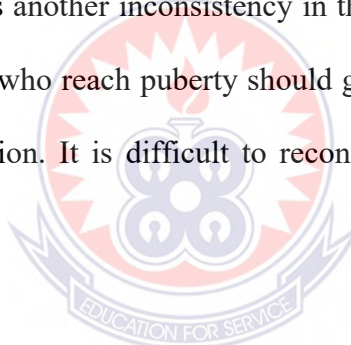 s another inconsistency in th
who reach puberty should g
ion. It is difficult to recon
EDUCATION FOR SERVICE